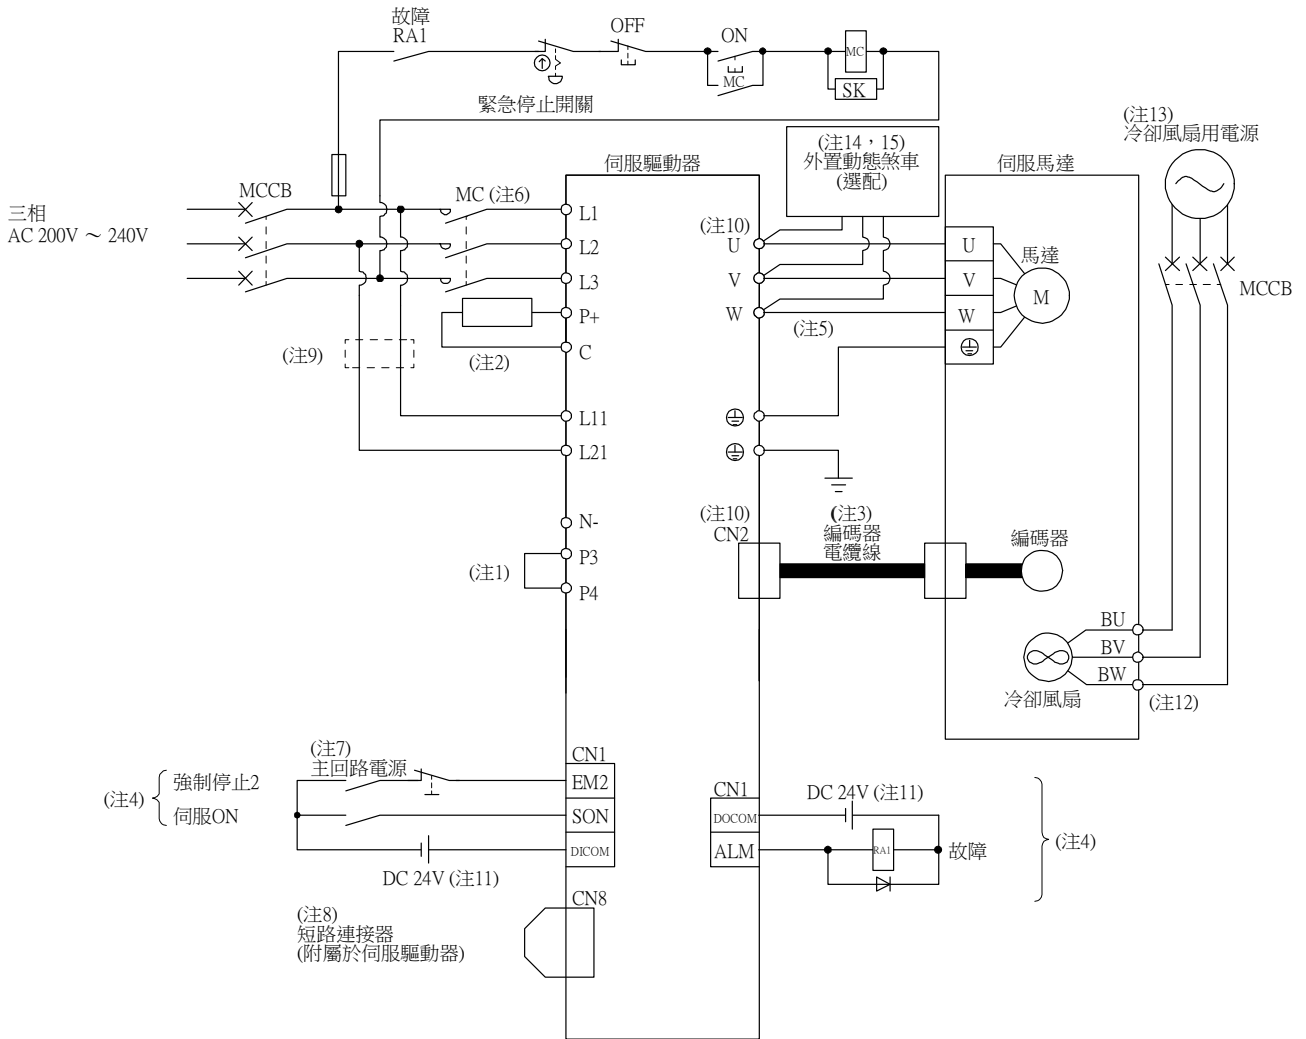 故障
RA1
OFF
ON
MC
MC
SK
緊急停止開關
(注13)
冷卻風扇用電源
(注14，15)
外置動態煞車
(選配)
伺服驅動器
伺服馬達
MCCB
MC (注6)
三相
AC 200V ～ 240V
L1
L2
L3
P+
C
(注10)
U
V
W
U
V
W
馬達
M
MCCB
(注5)
(注9)
(注2)
L11
L21
N-
P3
P4
(注1)
(注10)
CN2
(注3)
編碼器
電纜線
編碼器
BU
BV
BW
冷卻風扇
(注12)
(注7)
主回路電源
CN1
EM2
SON
DICOM
(注4)
強制停止2
伺服ON
DC 24V (注11)
CN1
DOCOM
ALM
DC 24V (注11)
RA1
故障
(注4)
CN8
(注8)
短路連接器
(附屬於伺服驅動器)